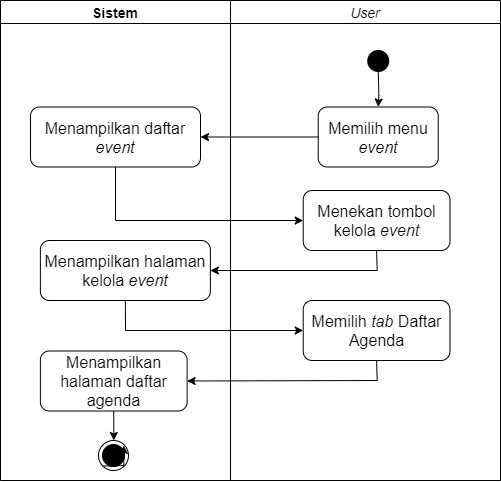 Sistem
User
Memilih menu
event
Menampilkan daftar
event
Menekan tombol
kelola event
Menampilkan halaman
kelola event
Memilih tab Daftar
Agenda
Menampilkan
halaman daftar
agenda